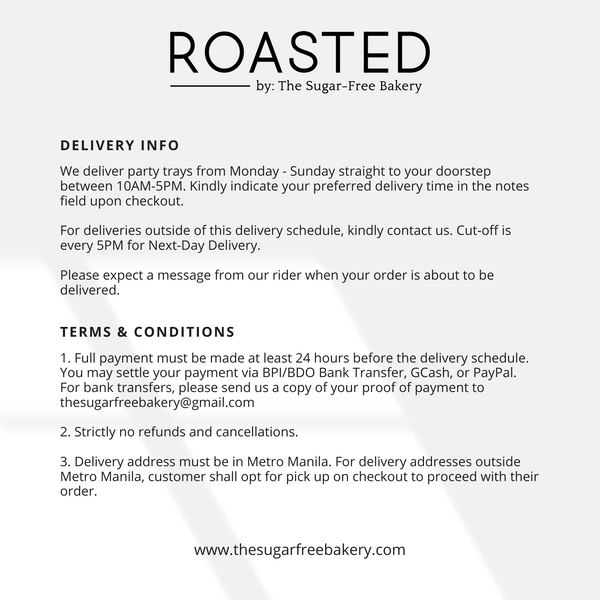 ROASTED
by: The Sugar-Free Bakery
DELIVERY INFO
We deliver party trays from Monday - Sunday straight to your doorstep
between 10AM-5PM. Kindly indicate your preferred delivery time in the notes
field upon checkout.
For deliveries outside of this delivery schedule, kindly contact us. Cut-off is
every 5PM for Next-Day Delivery.
Please expect a message from our rider when your order is about to be
delivered.
TERMS & CONDITIONS
1. Full payment must be made at least 24 hours before the delivery schedule.
You may settle your payment via BPI/BDO Bank Transfer, GCash, or PayPal.
For bank transfers, please send us a copy of your proof of payment to
thesugarfreebakery@gmail.com
2. Strictly no refunds and cancellations.
3. Delivery address must be in Metro Manila. For delivery addresses outside
Metro Manila, customer shall opt for pick up on checkout to proceed with their
order.
www.thesugarfreebakery.com